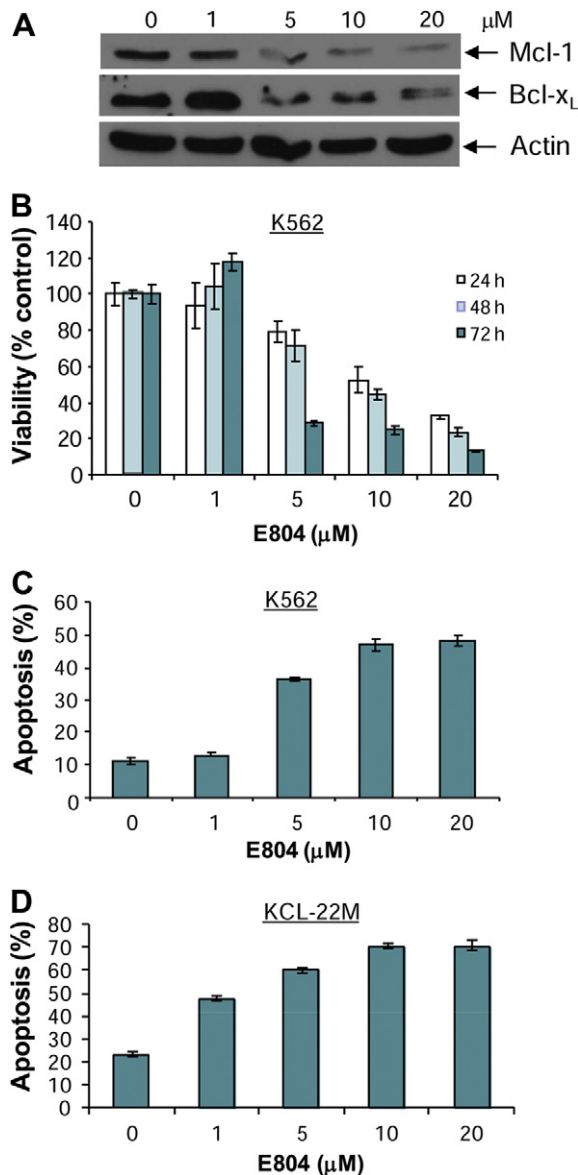 A
0 1 5 10 20 μM
Mcl-1
Bcl-xL
Actin
B
K562
Viability (% control)
140
120
100
80
60
40
20
0
24 h
48 h
72 h
0 1 5 10 20
E804 (μM)
C
K562
Apoptosis (%)
60
50
40
30
20
10
0
0 1 5 10 20
E804 (μM)
D
KCL-22M
Apoptosis (%)
80
70
60
50
40
30
20
10
0
0 1 5 10 20
E804 (μM)